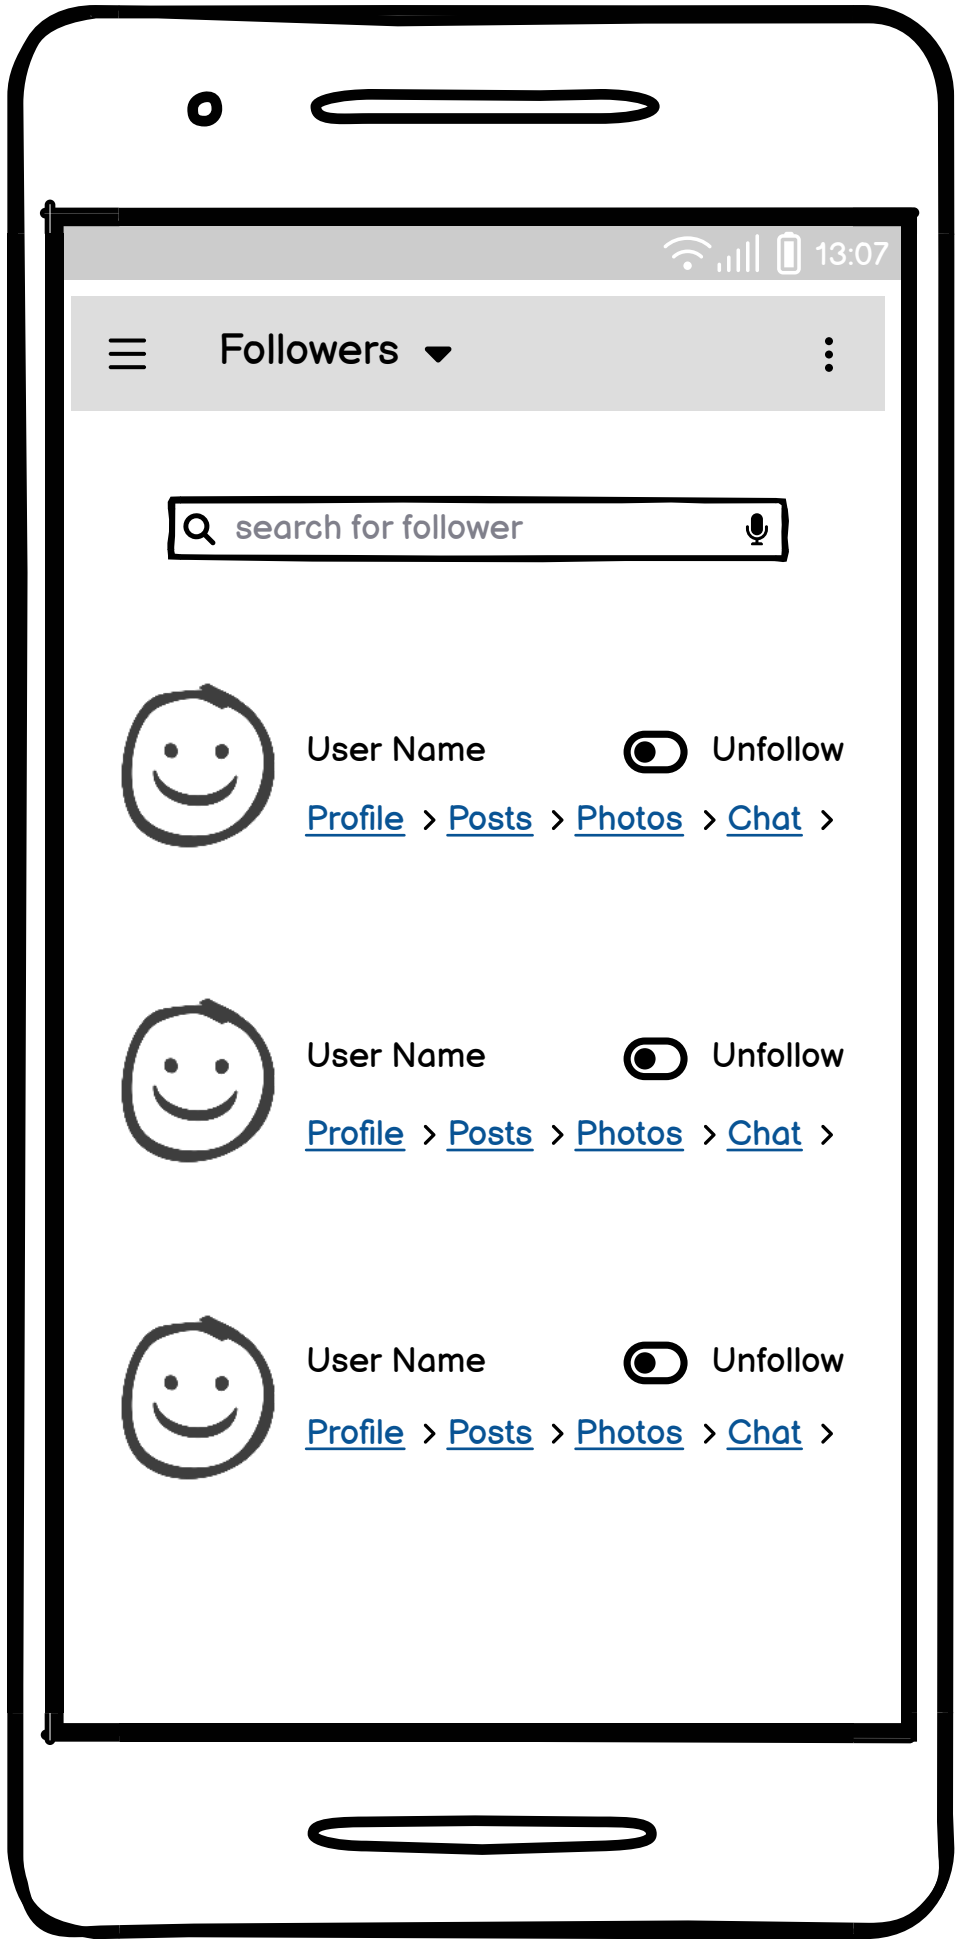 13:07
Followers
search for follower
User Name Unfollow
Profile > Posts > Photos > Chat >
User Name Unfollow
Profile > Posts > Photos > Chat >
User Name Unfollow
Profile > Posts > Photos > Chat >